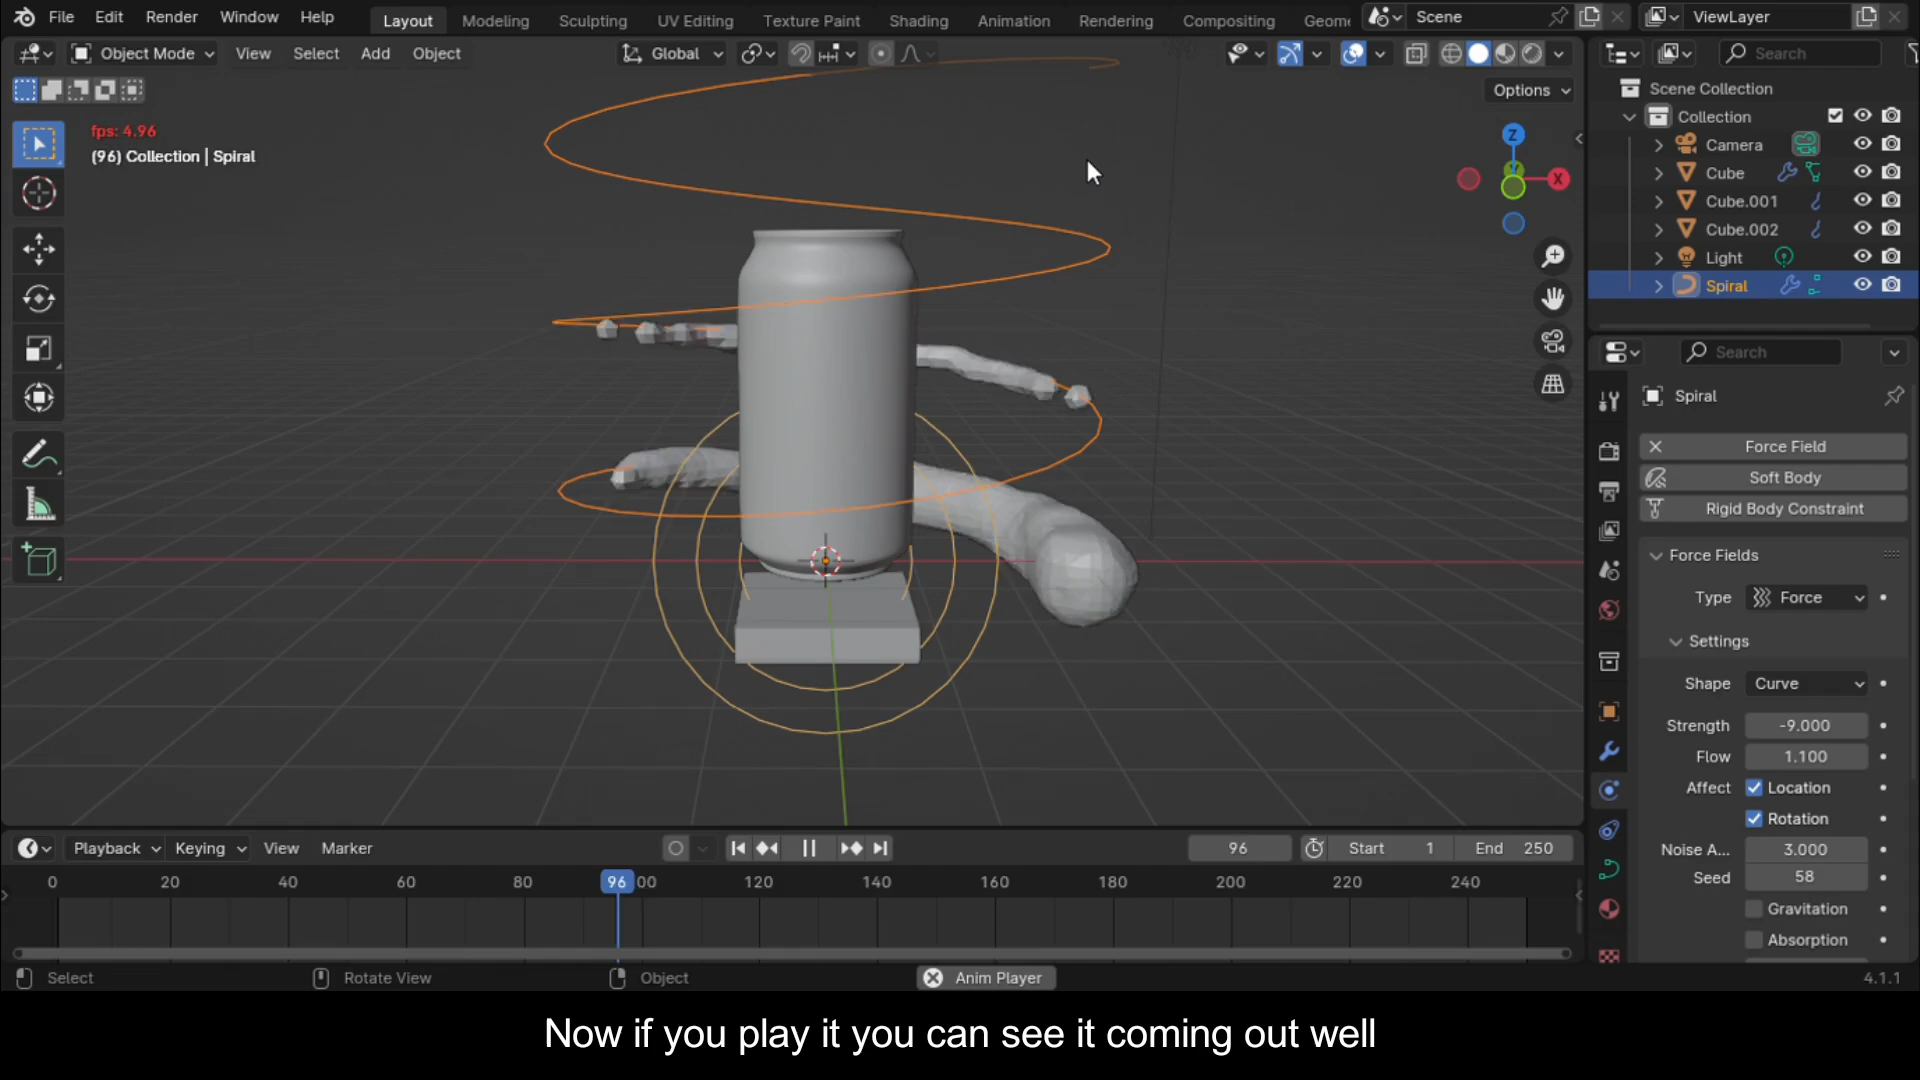 File Edit Render Window Help Layout Modeling Sculpting UV Editing Texture Paint Shading Animation Rendering Compositing Geome Scene ViewLayer
Object Mode View Select Add Object Global Search
Options
fps: 4.96
(96) Collection | Spiral
Z
Y
X
Scene Collection
Collection
Camera
Cube
Cube.001
Cube.002
Light
Spiral
Search
Spiral
Force Field
Soft Body
Rigid Body Constraint
Force Fields
Type Force
Settings
Shape Curve
Strength -9.000
Flow 1.100
Affect Location
Rotation
Noise A... 3.000
Seed 58
Gravitation
Absorption
Playback Keying View Marker 96 Start 1 End 250
0 20 40 60 80 96 00 120 140 160 180 200 220 240
Select Rotate View Object Anim Player 4.1.1
Now if you play it you can see it coming out well